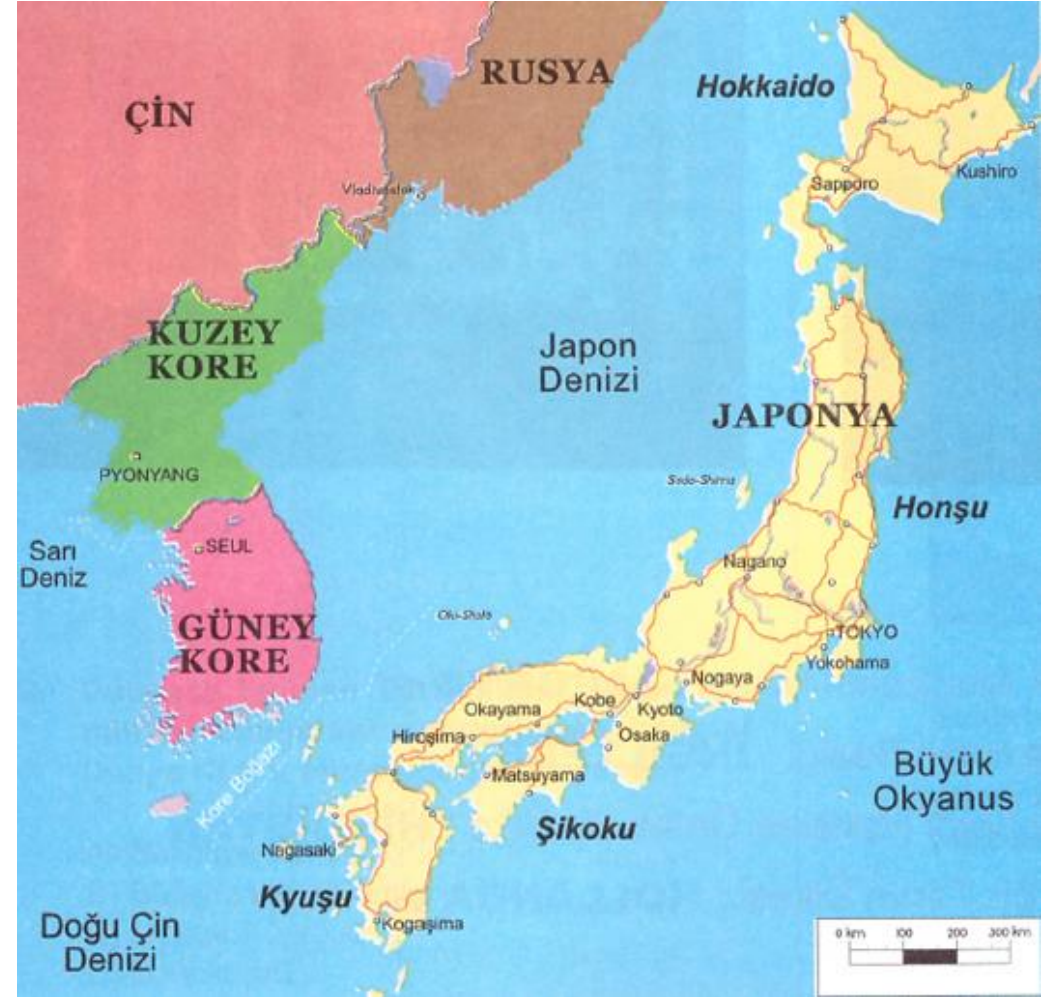 RUSYA
Hokkaido
ÇİN
Kushiro
Sapporo
Vladivostok
KUZEY
KORE
Japon
Denizi
JAPONYA
PYONYANG
Honşu
Sarı
Deniz
SEUL
Nagano
GÜNEY
KORE
TOKYO
Yokohama
Nogaya
Kobe
Kyoto
Okayama
Hiroşima
Osaka
Matsuyama
Büyük
Okyanus
Kore Boğazı
Şikoku
Nagasaki
Kyuşu
Kogaşima
Doğu Çin
Denizi
0 km 100 200 300 km